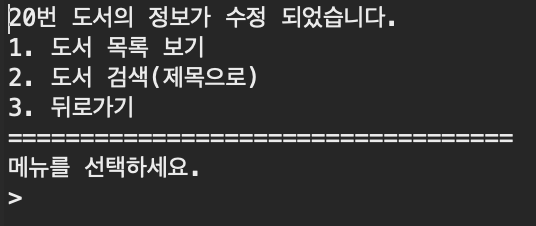 20번 도서의 정보가 수정 되었습니다.
1. 도서 목록 보기
2. 도서 검색(제목으로)
3. 뒤로가기
===================================
메뉴를 선택하세요.
>